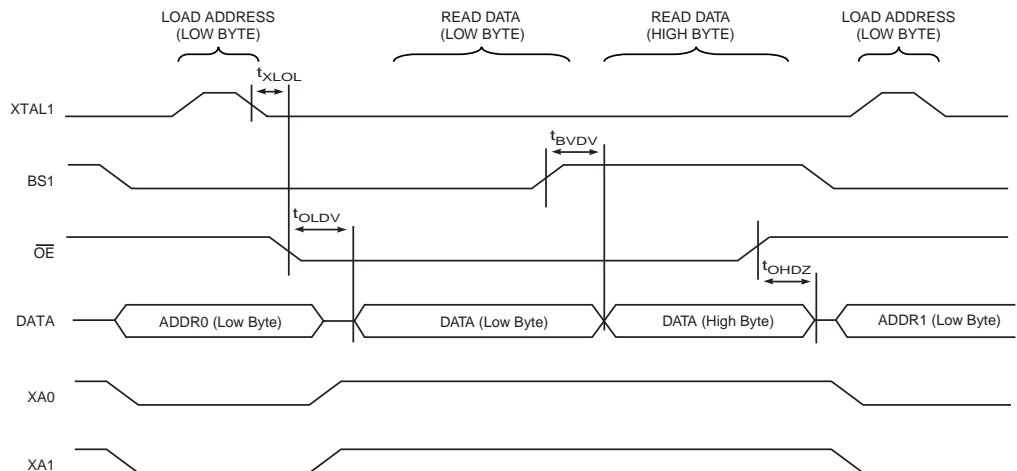 LOAD ADDRESS
(LOW BYTE)
READ DATA
(LOW BYTE)
READ DATA
(HIGH BYTE)
LOAD ADDRESS
(LOW BYTE)
tXLOL
XTAL1
tBVDV
BS1
tOLDV
OE
tOHDZ
DATA
ADDR0 (Low Byte)
DATA (Low Byte)
DATA (High Byte)
ADDR1 (Low Byte)
XA0
XA1